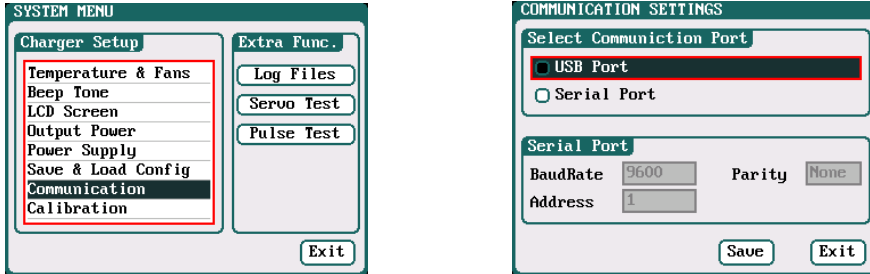 SYSTEM MENU
Charger Setup
Temperature & Fans
Beep Tone
LCD Screen
Output Power
Power Supply
Save & Load Config
Communication
Calibration
Extra Func.
Log Files
Servo Test
Pulse Test
Exit
COMMUNICATION SETTINGS
Select Communiction Port
USB Port
Serial Port
Serial Port
BaudRate 9600 Parity None
Address 1
Save Exit